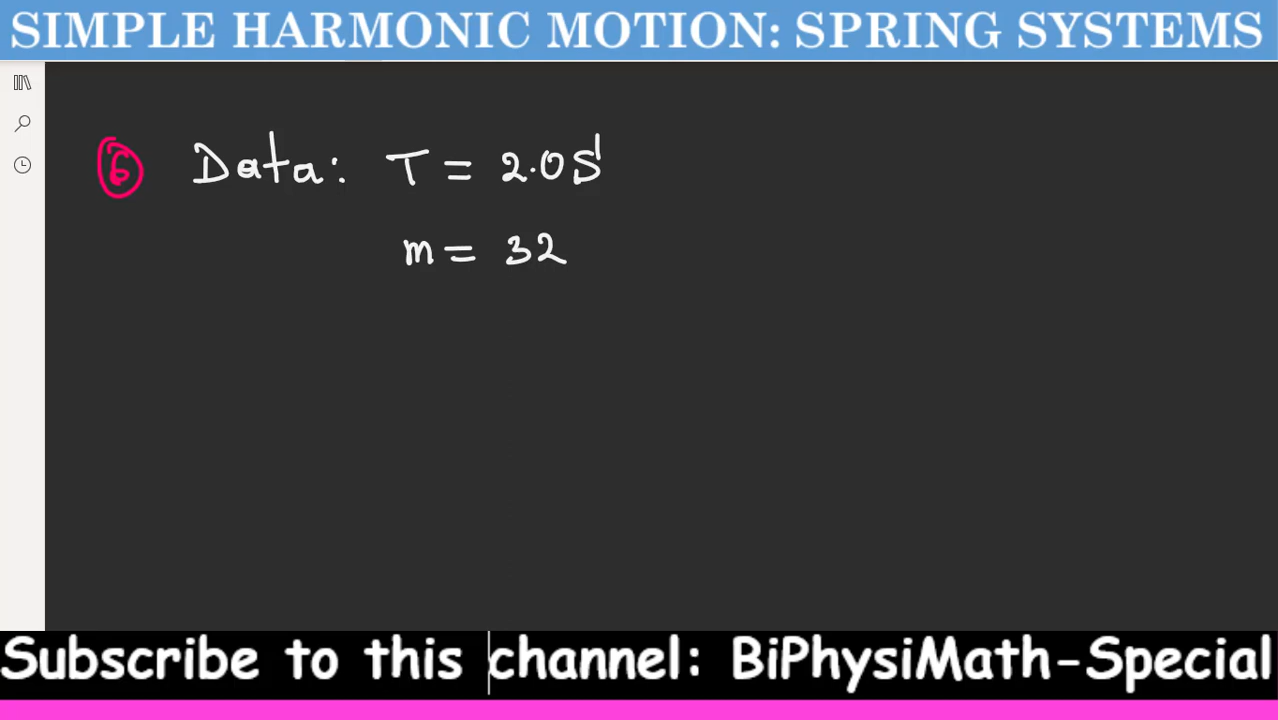 SIMPLE HARMONIC MOTION: SPRING SYSTEMS
6 Data: T = 2.0S
m = 32
Subscribe to this channel: BiPhysiMath-Special